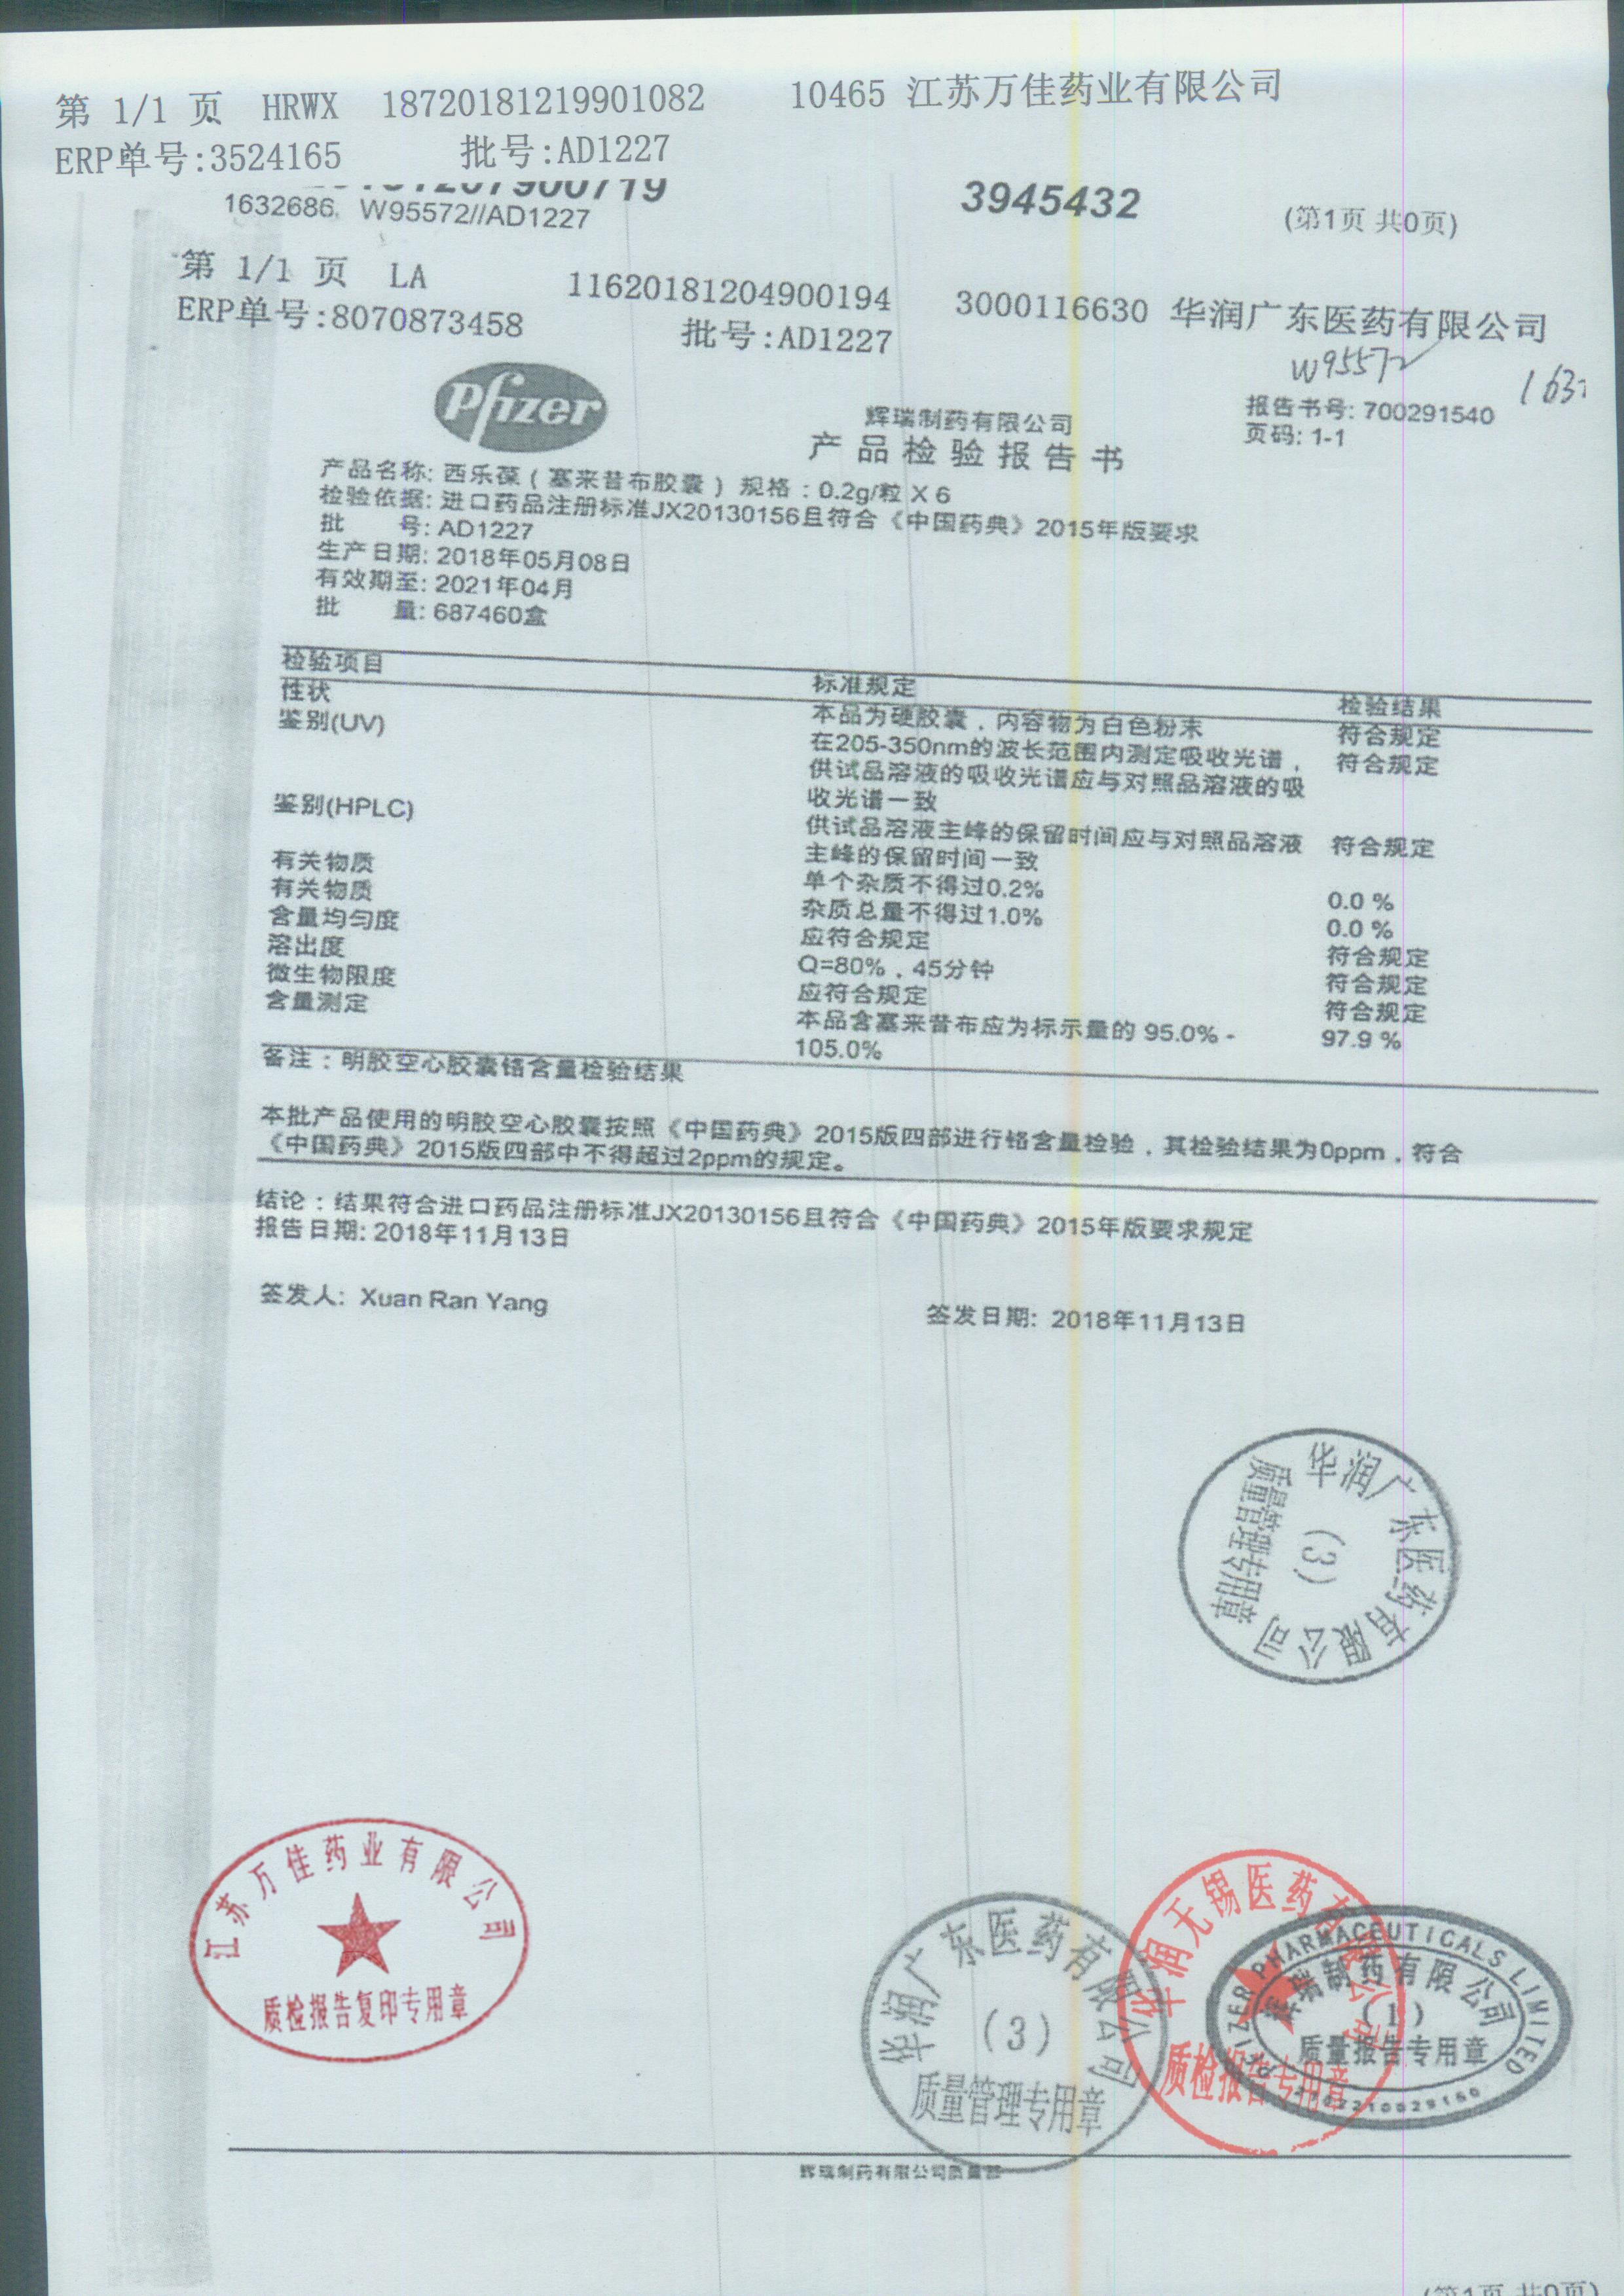 第 1/1 页 HRWX 18720181219901082 10465 江苏万佳药业有限公司
ERP单号:3524165 批号:AD1227
3945432
1632686, W95572//AD1227 (第1页 共0页)
第 1/1 页 LA 11620181204900194 3000116630 华润广东医药有限公司
ERP单号:8070873458 批号:AD1227
W95572
Pfizer
辉瑞制药有限公司
产品检验报告书
报告书号: 700291540
页码: 1-1
产品名称: 西乐葆（塞来昔布胶囊）规格：0.2g/粒 X 6
检验依据: 进口药品注册标准JX20130156且符合《中国药典》2015年版要求
批 号: AD1227
生产日期: 2018年05月08日
有效期至: 2021年04月
批 量: 687460盒
检验项目 标准规定 检验结果
性状 本品为硬胶囊，内容物为白色粉末 符合规定
鉴别(UV) 在205-350nm的波长范围内测定吸收光谱， 符合规定
供试品溶液的吸收光谱应与对照品溶液的吸
收光谱一致
鉴别(HPLC) 供试品溶液主峰的保留时间应与对照品溶液 符合规定
主峰的保留时间一致
有关物质 单个杂质不得过0.2% 0.0 %
有关物质 杂质总量不得过1.0% 0.0 %
含量均匀度 应符合规定 符合规定
溶出度 Q=80%，45分钟 符合规定
微生物限度 应符合规定 符合规定
含量测定 本品含塞来昔布应为标示量的 95.0% - 97.9 %
105.0%
备注：明胶空心胶囊铬含量检验结果
本批产品使用的明胶空心胶囊按照《中国药典》2015版四部进行铬含量检验，其检验结果为0ppm，符合
《中国药典》2015版四部中不得超过2ppm的规定。
结论：结果符合进口药品注册标准JX20130156且符合《中国药典》2015年版要求规定
报告日期: 2018年11月13日
签发人: Xuan Ran Yang 签发日期: 2018年11月13日
华润广东医药有限公司
(3)
质量管理专用章
江苏万佳药业有限公司
质检报告复印专用章
华润广东医药有限公司
(3)
质量管理专用章
华润无锡医药有限公司
质检报告专用章
PFIZER PHARMACEUTICALS LIMITED
辉瑞制药有限公司
(1)
质量报告专用章
辉瑞制药有限公司质量部
(第1页 共0页)